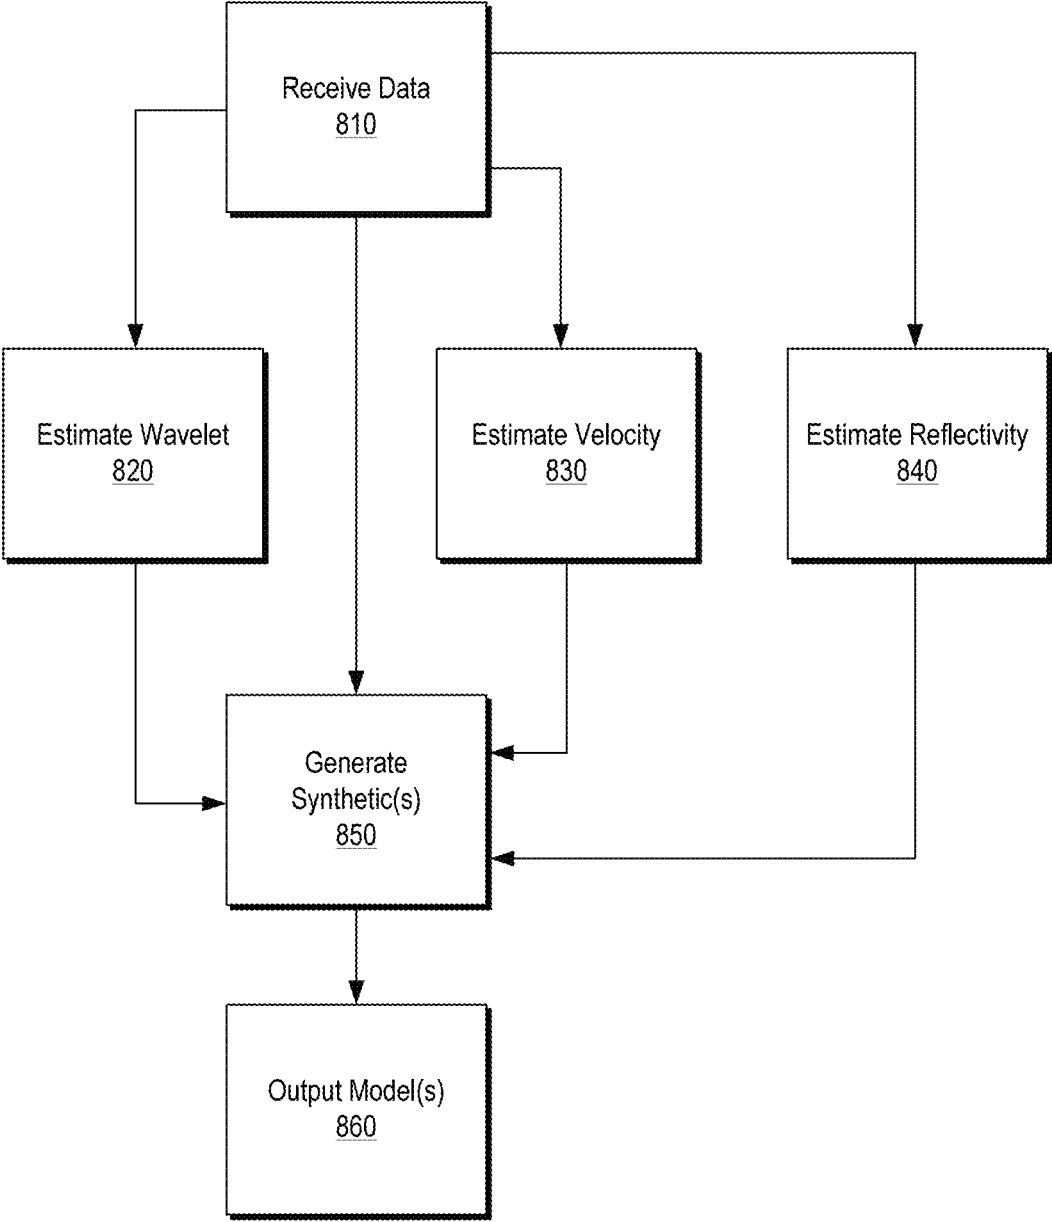 Receive Data
810
Estimate Wavelet
820
Estimate Velocity
830
Estimate Reflectivity
840
Generate
Synthetic(s)
850
Output Model(s)
860